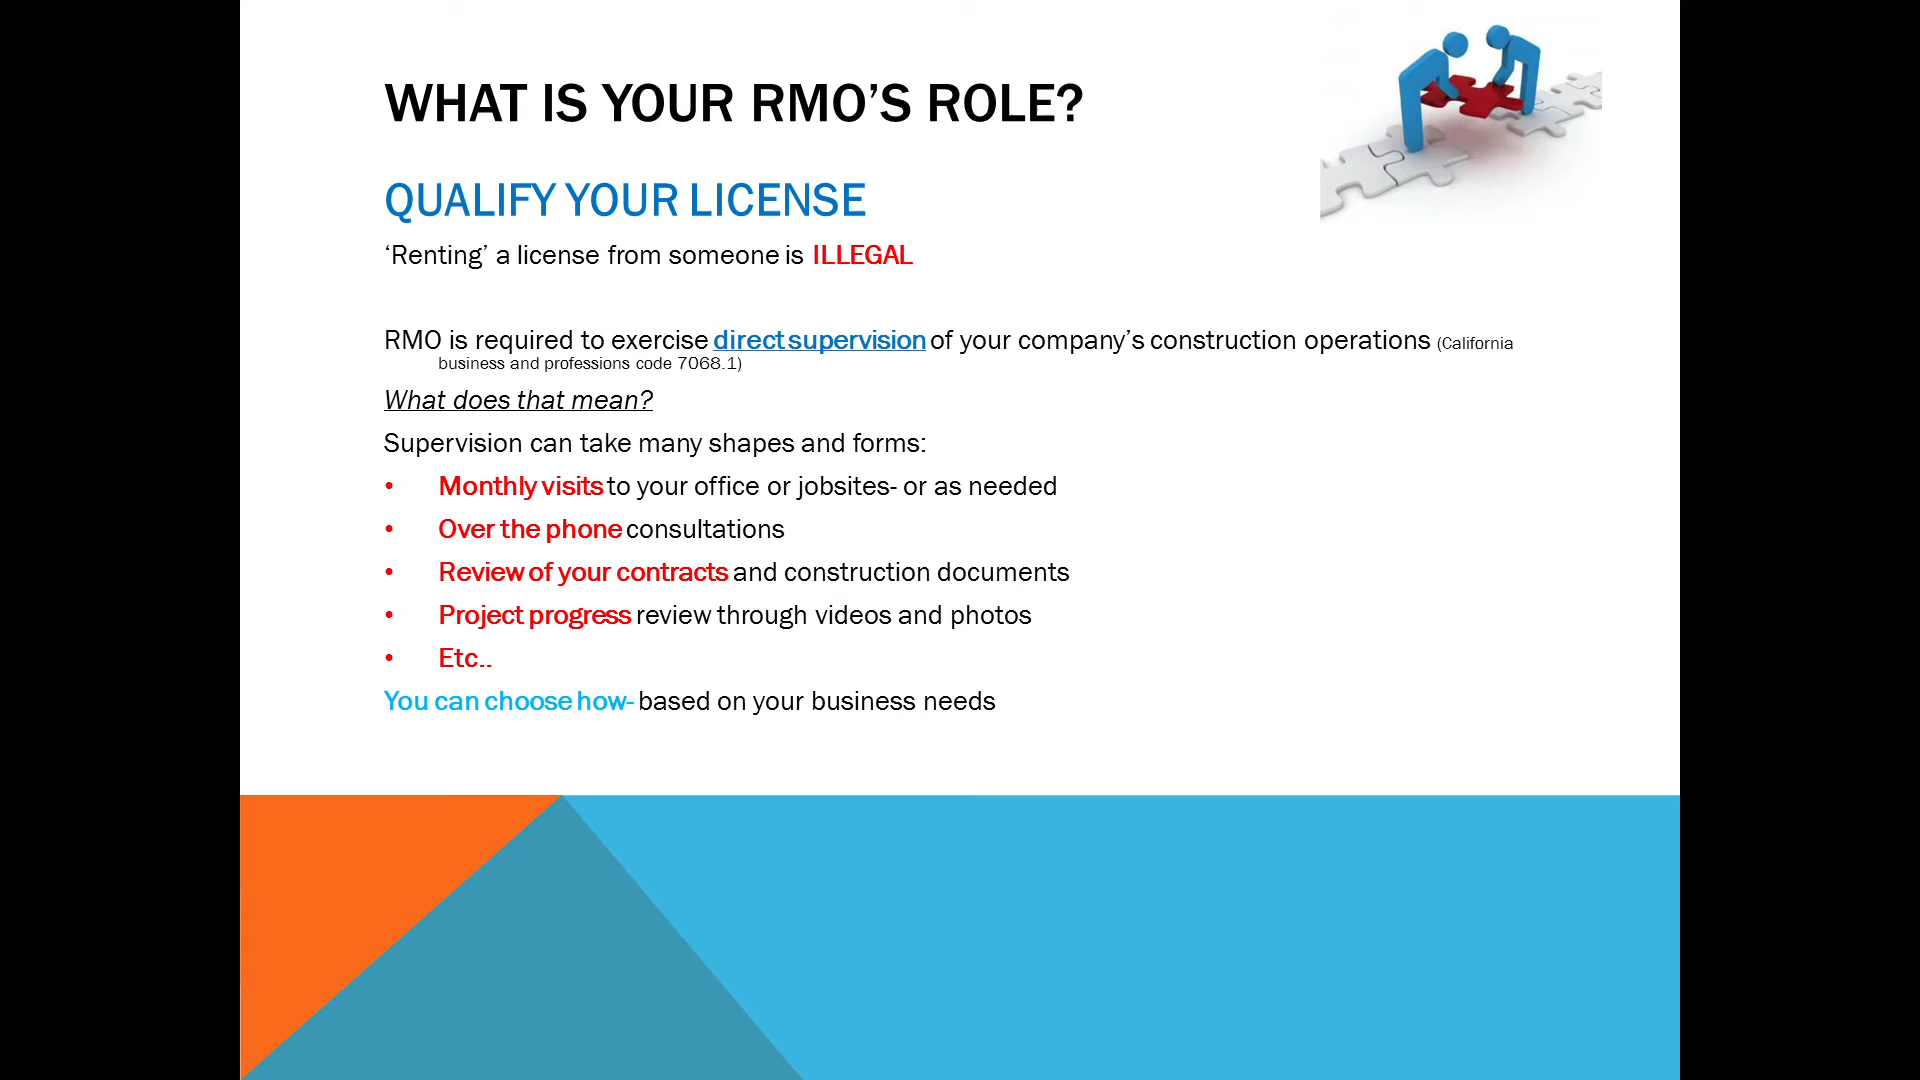 WHAT IS YOUR RMO’S ROLE?
QUALIFY YOUR LICENSE
‘Renting’ a license from someone is ILLEGAL
RMO is required to exercise direct supervision of your company’s construction operations (California
business and professions code 7068.1)
What does that mean?
Supervision can take many shapes and forms:
• Monthly visits to your office or jobsites- or as needed
• Over the phone consultations
• Review of your contracts and construction documents
• Project progress review through videos and photos
• Etc..
You can choose how- based on your business needs